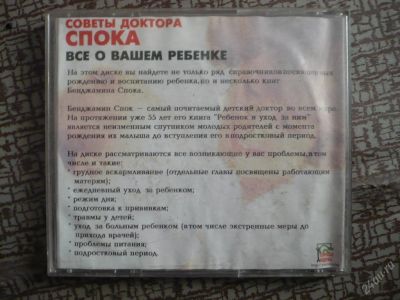 СОВЕТЫ ДОКТОРА
СПОКА
ВСЕ О ВАШЕМ РЕБЕНКЕ
На этом диске вы найдете не только ряд справочников посвященных
рождению и воспитанию ребенка, но и несколько книг
Бенджамина Спока.
Бенджамин Спок – самый почитаемый детский доктор во всем мире.
На протяжении уже 55 лет его книга "Ребенок и уход за ним"
является неизменным спутником молодых родителей с момента
рождения их малыша до вступления его в подростковый период.
На диске рассматриваются все возникающие у вас проблемы, в том
числе и такие:
* грудное вскармливание (отдельные главы посвящены работающим
матерям);
* ежедневный уход за ребенком;
* режим дня;
* подготовка к прививкам;
* травмы у детей;
* уход за больным ребенком (в том числе экстренные меры до
прихода врачей);
* проблемы питания;
* подростковый период
24au.ru